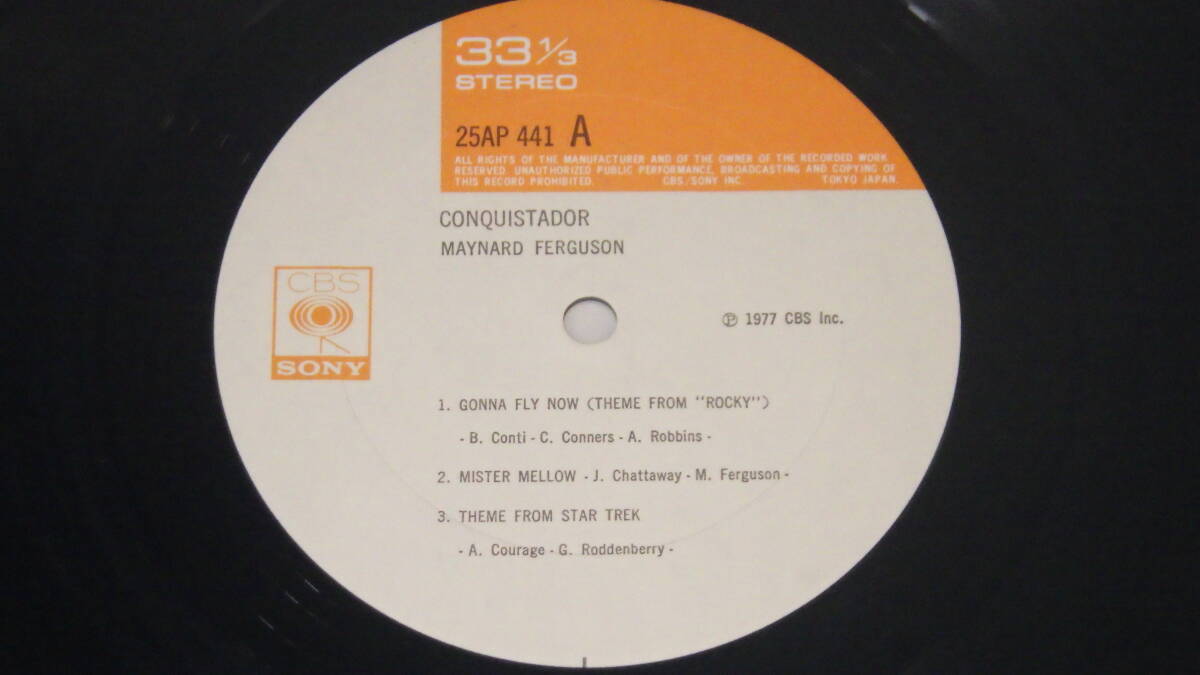 33 1/3
STEREO
25AP 441 A
ALL RIGHTS OF THE MANUFACTURER AND OF THE OWNER OF THE RECORDED WORK
RESERVED. UNAUTHORIZED PUBLIC PERFORMANCE, BROADCASTING AND COPYING OF
THIS RECORD PROHIBITED. CBS/SONY INC. TOKYO JAPAN.
CONQUISTADOR
MAYNARD FERGUSON
CBS
SONY
Ⓟ 1977 CBS Inc.
1. GONNA FLY NOW (THEME FROM "ROCKY")
- B. Conti - C. Conners - A. Robbins -
2. MISTER MELLOW - J. Chattaway - M. Ferguson -
3. THEME FROM STAR TREK
- A. Courage - G. Roddenberry -